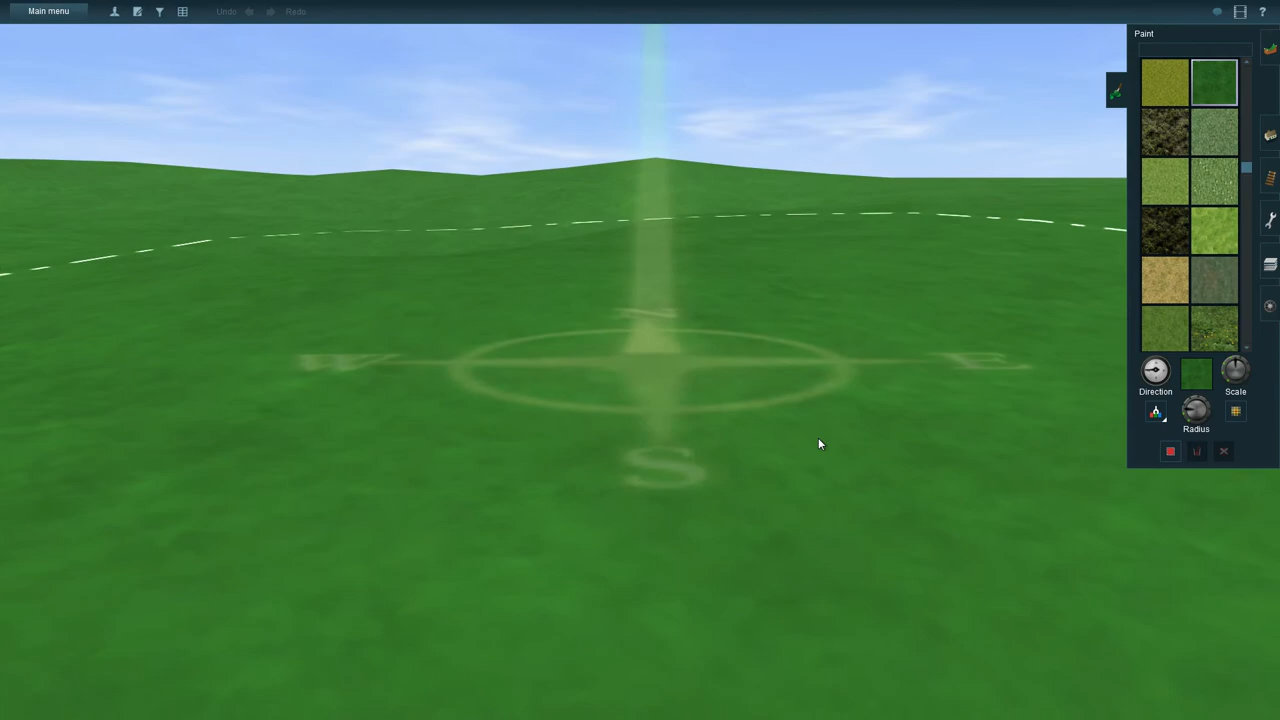 Main menu
Undo
Redo
?
Paint
N
W
E
S
Direction
Scale
Radius